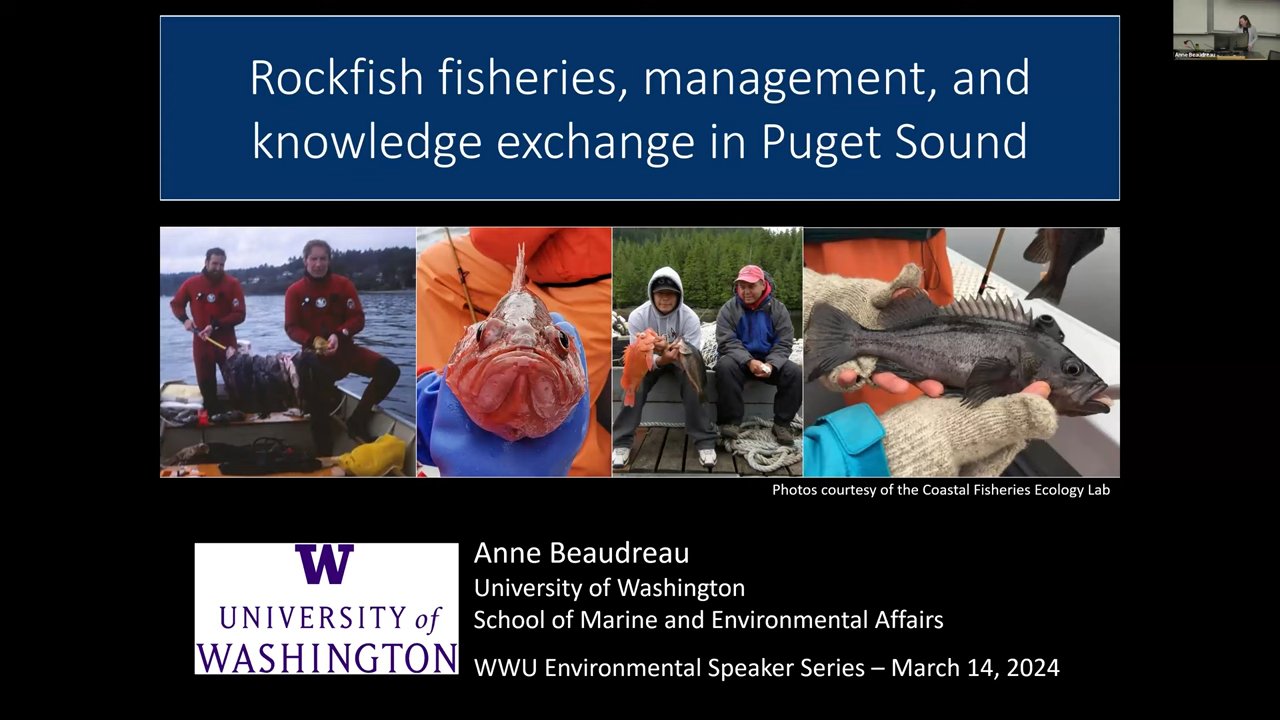 Rockfish fisheries, management, and
knowledge exchange in Puget Sound
Anne Beaudreau
Photos courtesy of the Coastal Fisheries Ecology Lab
W
UNIVERSITY of
WASHINGTON
Anne Beaudreau
University of Washington
School of Marine and Environmental Affairs
WWU Environmental Speaker Series – March 14, 2024